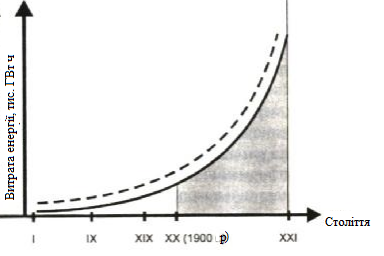 Витрата енергії, тис. ГВт ч
I IX XIX XX (1900 р) XXI
Століття